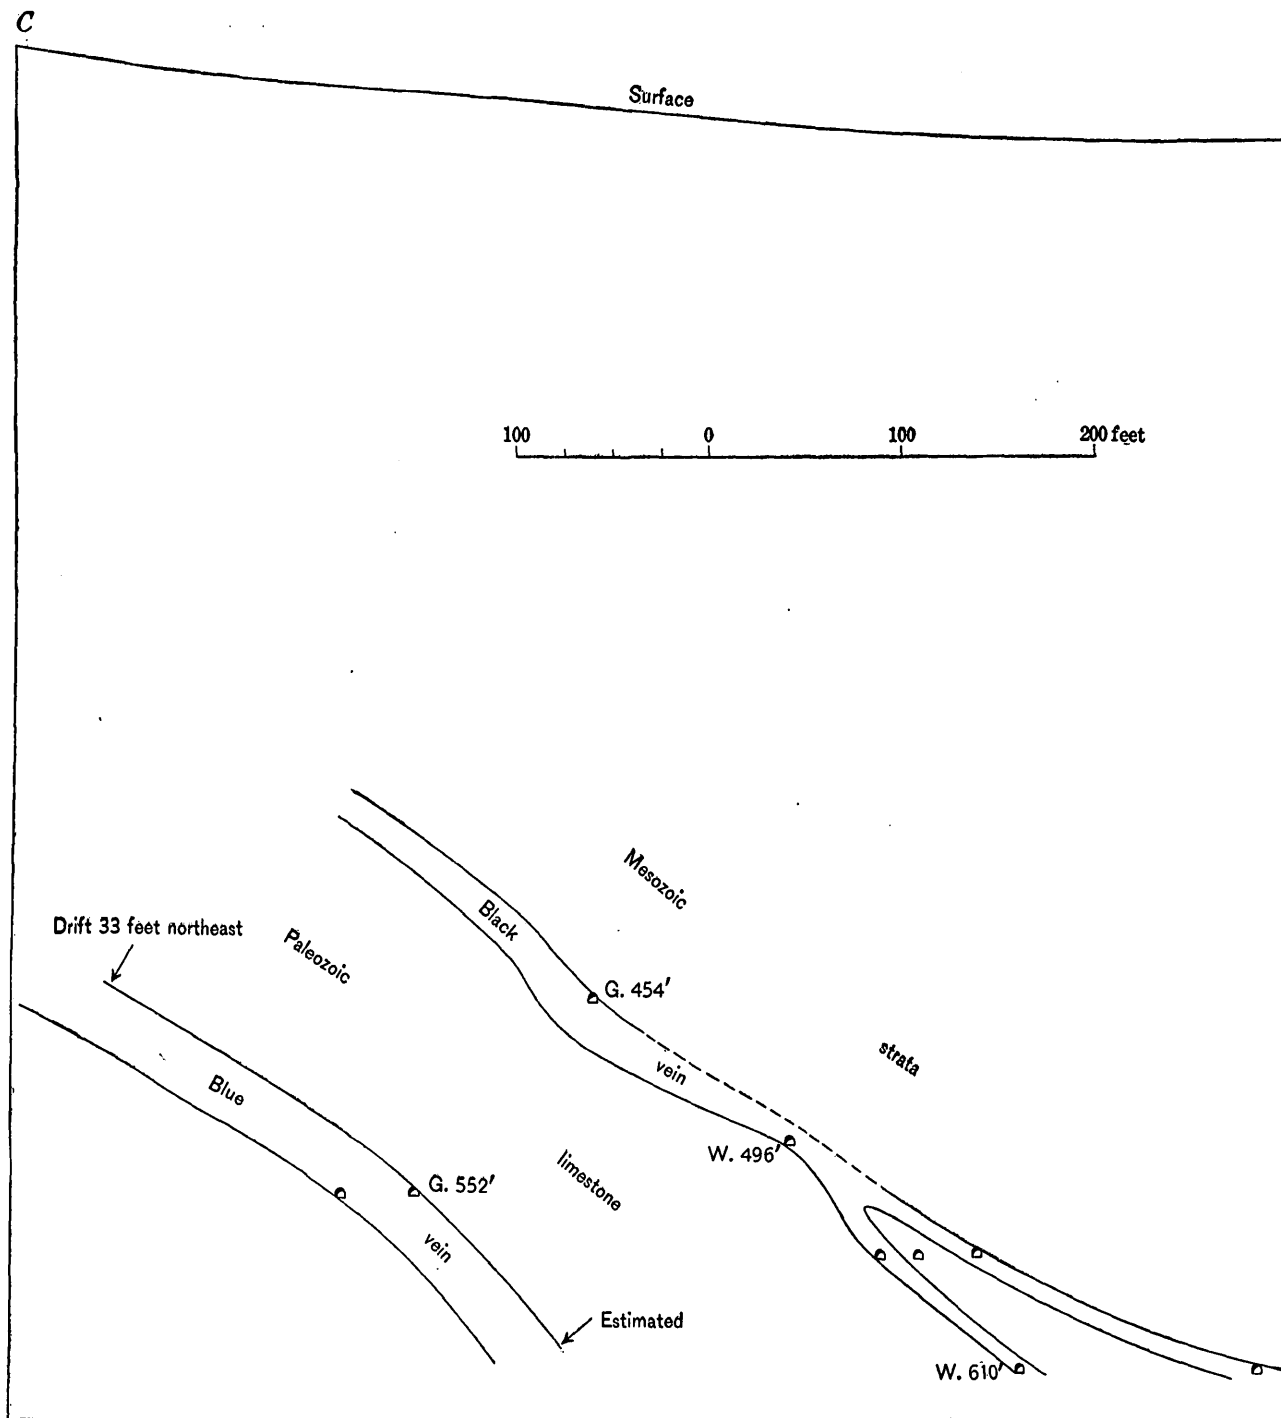 C
Surface
100 0 100 200 feet
Mesozoic
Black
Drift 33 feet northeast
Paleozoic
G. 454'
strata
vein
Blue
W. 496'
limestone
G. 552'
vein
Estimated
W. 610'